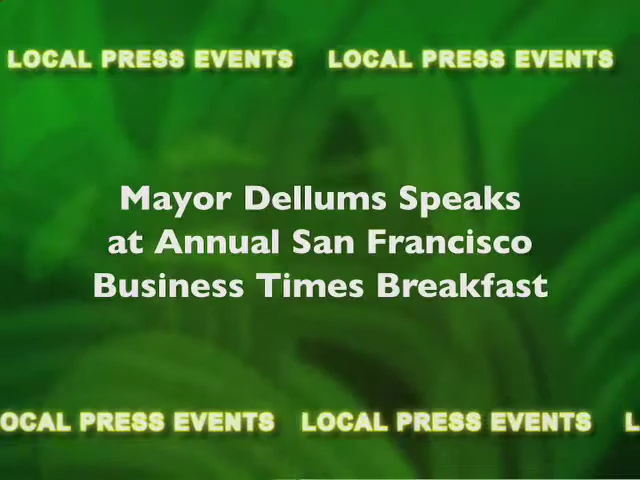 LOCAL PRESS EVENTS LOCAL PRESS EVENTS
Mayor Dellums Speaks
at Annual San Francisco
Business Times Breakfast
OCAL PRESS EVENTS LOCAL PRESS EVENTS L